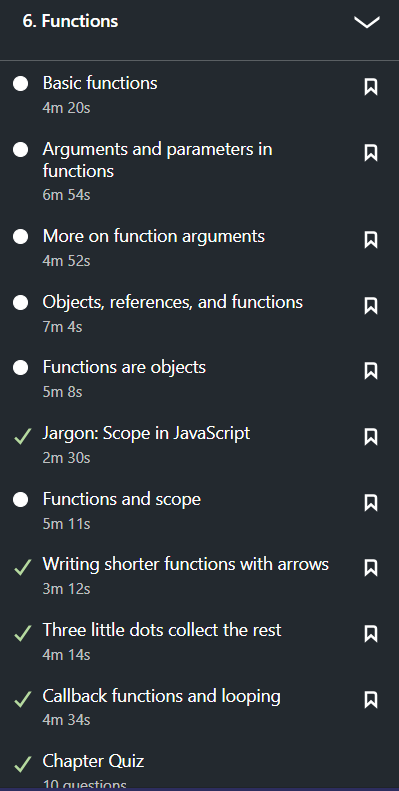 6. Functions
Basic functions
4m 20s
Arguments and parameters in
functions
6m 54s
More on function arguments
4m 52s
Objects, references, and functions
7m 4s
Functions are objects
5m 8s
Jargon: Scope in JavaScript
2m 30s
Functions and scope
5m 11s
Writing shorter functions with arrows
3m 12s
Three little dots collect the rest
4m 14s
Callback functions and looping
4m 34s
Chapter Quiz
10 questions